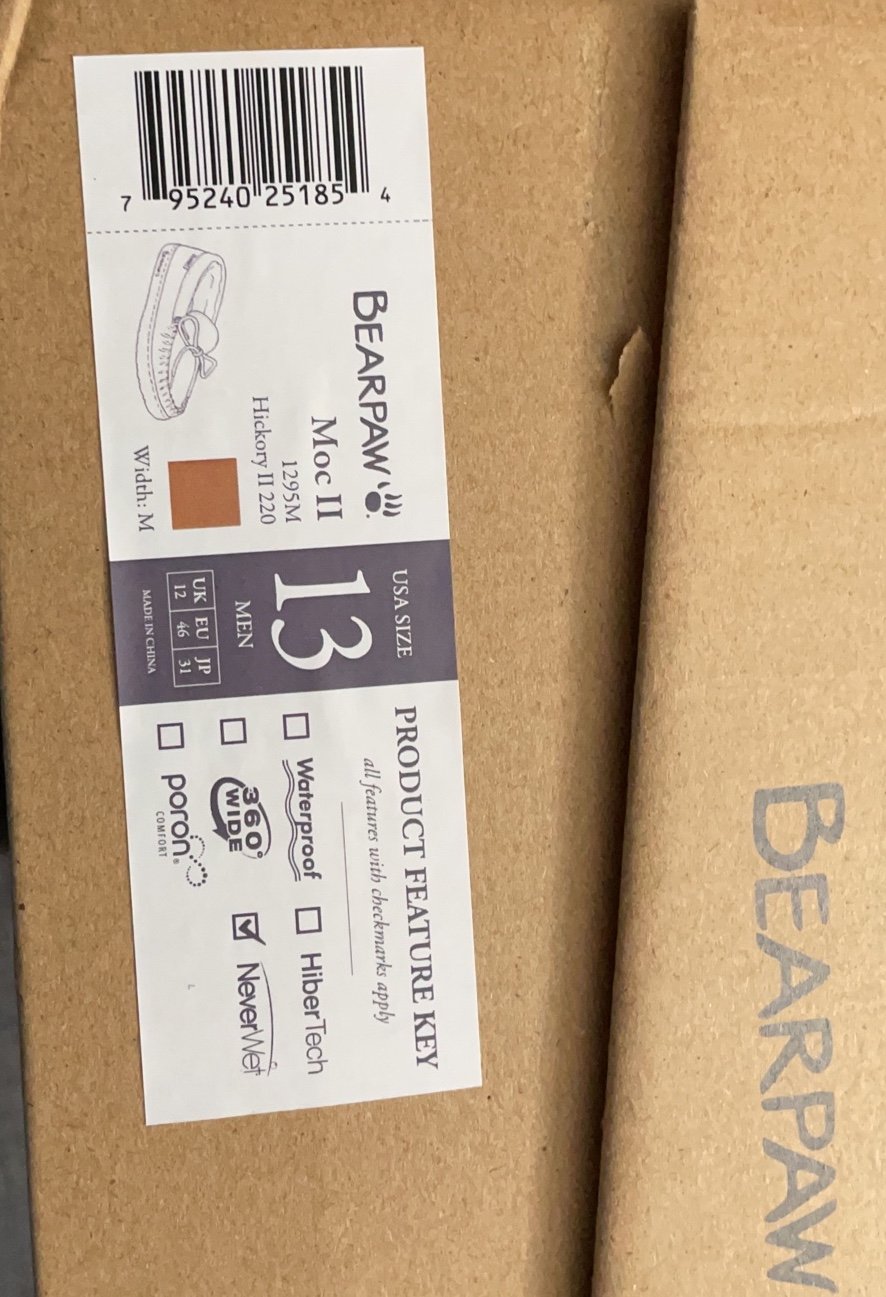 7 95240 25185 4
BEARPAW
Moc II
1295M
Hickory II 220
Width: M
USA SIZE
13
MEN
UK EU JP
12 46 31
MADE IN CHINA
PRODUCT FEATURE KEY
all features with checkmarks apply
Waterproof
HiberTech
360° WIDE
NeverWet
poron®
COMFORT
BEARPAW